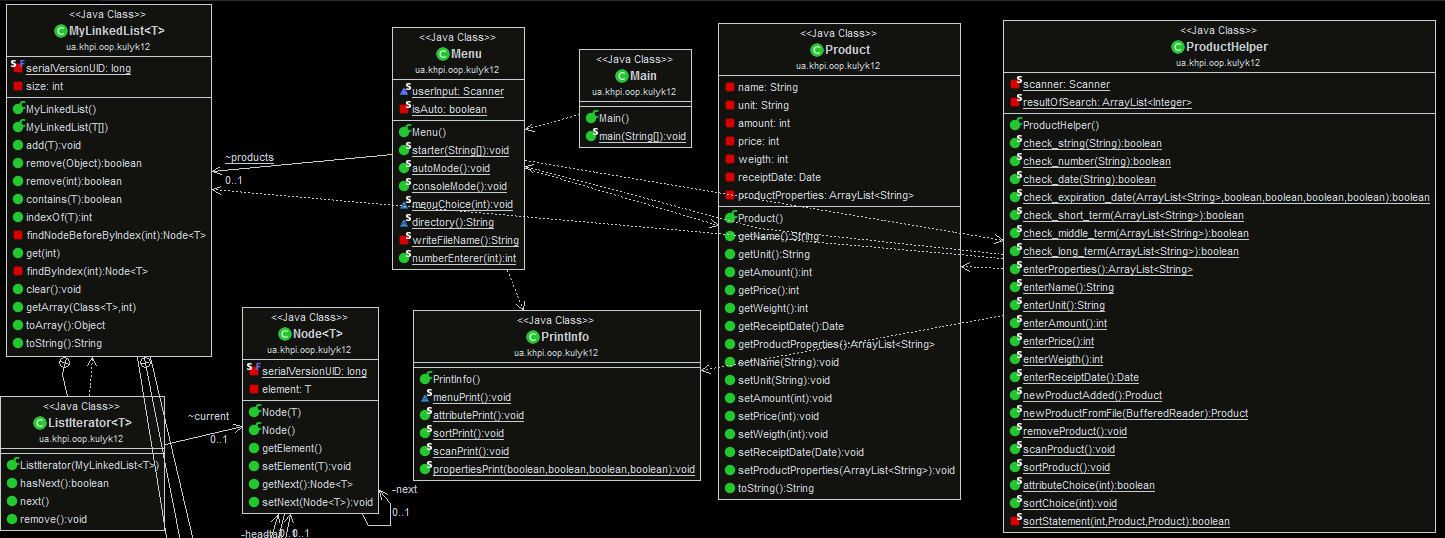 <<Java Class>>
MyLinkedList<T>
ua.khpi.oop.kulyk12
serialVersionUID: long
size: int
MyLinkedList()
MyLinkedList(T[])
add(T):void
remove(Object):boolean
remove(int):boolean
contains(T):boolean
indexOf(T):int
findNodeBeforeByIndex(int):Node<T>
get(int)
findByIndex(int):Node<T>
clear():void
getArray(Class<T>,int)
toArray():Object
toString():String
<<Java Class>>
ListIterator<T>
ua.khpi.oop.kulyk12
ListIterator(MyLinkedList<T>)
hasNext():boolean
next()
remove():void
~products
0..1
~current
0..1
<<Java Class>>
Node<T>
ua.khpi.oop.kulyk12
serialVersionUID: long
element: T
Node(T)
Node()
getElement()
setElement(T):void
getNext():Node<T>
setNext(Node<T>):void
-next
0..1
0..1
<<Java Class>>
Menu
ua.khpi.oop.kulyk12
userInput: Scanner
isAuto: boolean
Menu()
starter(String[]):void
autoMode():void
consoleMode():void
menuChoice(int):void
directory():String
writeFileName():String
numberEnterer(int):int
<<Java Class>>
Main
ua.khpi.oop.kulyk12
Main()
main(String[]):void
<<Java Class>>
PrintInfo
ua.khpi.oop.kulyk12
PrintInfo()
menuPrint():void
attributePrint():void
sortPrint():void
scanPrint():void
propertiesPrint(boolean,boolean,boolean,boolean):void
<<Java Class>>
Product
ua.khpi.oop.kulyk12
name: String
unit: String
amount: int
price: int
weigth: int
receiptDate: Date
productProperties: ArrayList<String>
Product()
getName():String
getUnit():String
getAmount():int
getPrice():int
getWeight():int
getReceiptDate():Date
getProductProperties():ArrayList<String>
setName(String):void
setUnit(String):void
setAmount(int):void
setPrice(int):void
setWeigth(int):void
setReceiptDate(Date):void
setProductProperties(ArrayList<String>):void
toString():String
<<Java Class>>
ProductHelper
ua.khpi.oop.kulyk12
scanner: Scanner
resultOfSearch: ArrayList<Integer>
ProductHelper()
check_string(String):boolean
check_number(String):boolean
check_date(String):boolean
check_expiration_date(ArrayList<String>,boolean,boolean,boolean,boolean):boolean
check_short_term(ArrayList<String>):boolean
check_middle_term(ArrayList<String>):boolean
check_long_term(ArrayList<String>):boolean
enterProperties():ArrayList<String>
enterName():String
enterUnit():String
enterAmount():int
enterPrice():int
enterWeigth():int
enterReceiptDate():Date
newProductAdded():Product
newProductFromFile(BufferedReader):Product
removeProduct():void
scanProduct():void
sortProduct():void
attributeChoice(int):boolean
sortChoice(int):void
sortStatement(int,Product,Product):boolean